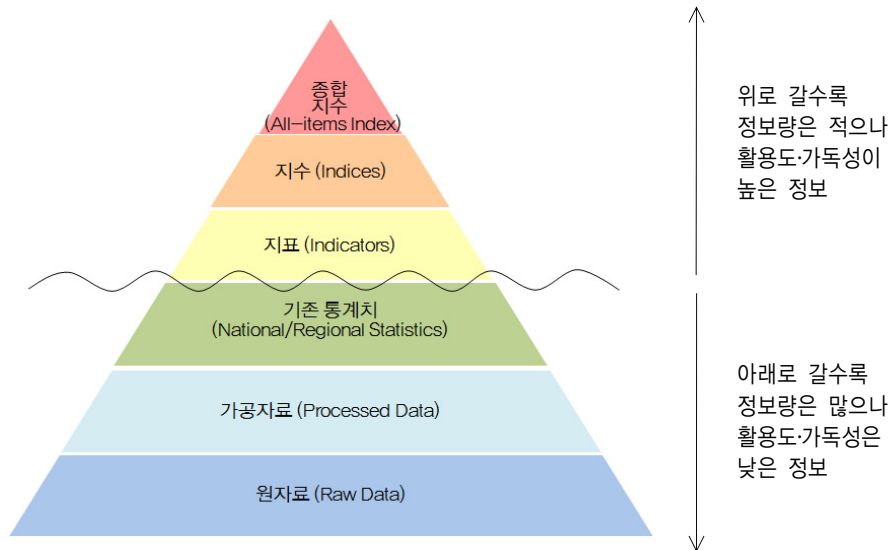 종합
지수
(All-items Index)
지수 (Indices)
지표 (Indicators)
기존 통계치
(National/Regional Statistics)
가공자료 (Processed Data)
원자료 (Raw Data)
위로 갈수록
정보량은 적으나
활용도·가독성이
높은 정보
아래로 갈수록
정보량은 많으나
활용도·가독성은
낮은 정보